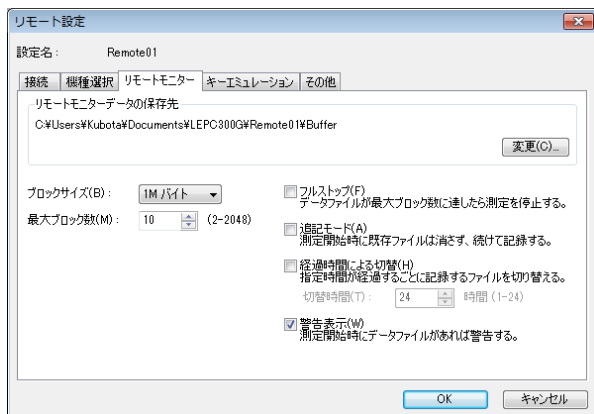 リモート設定
設定名： Remote01
接続 機種選択 リモートモニター キーエミュレーション その他
リモートモニターデータの保存先
C:¥Users¥Kubota¥Documents¥LEPC300G¥Remote01¥Buffer
変更(C)...
ブロックサイズ(B)： 1M バイト
最大ブロック数(M)： 10 (2-2048)
フルストップ(F)
データファイルが最大ブロック数に達したら測定を停止する。
追記モード(A)
測定開始時に既存ファイルは消さず、続けて記録する。
経過時間による切替(H)
指定時間が経過するごとに記録するファイルを切り替える。
切替時間(T)： 24 時間 (1-24)
警告表示(W)
測定開始時にデータファイルがあれば警告する。
OK キャンセル